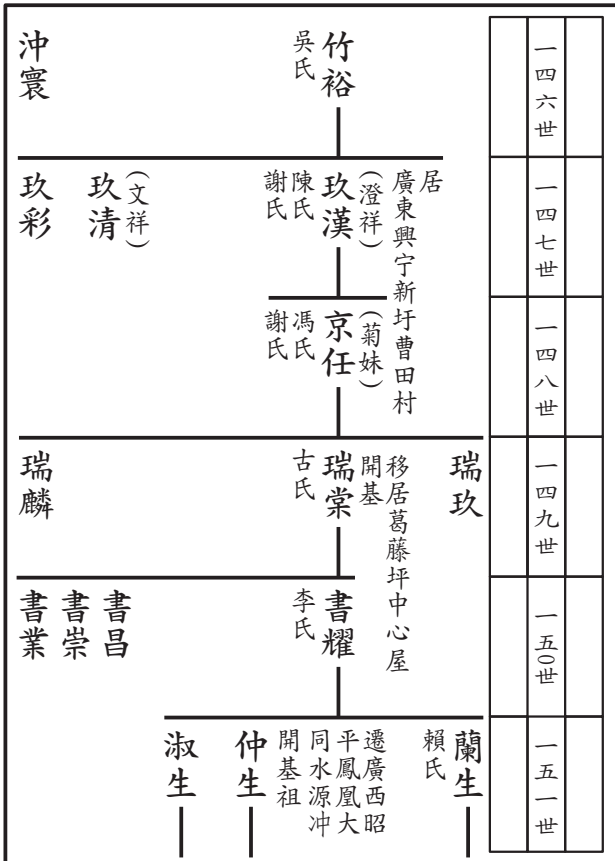 一四六世
竹裕
吳氏
沖寰
一四七世
居
廣東興宁新圩曹田村
(澄祥)
玖漢
陳氏
謝氏
(文祥)
玖清
玖彩
一四八世
(菊妹)
京任
馮氏
謝氏
一四九世
瑞玖
移居葛藤坪中心屋
開基
瑞棠
古氏
瑞麟
一五〇世
書耀
李氏
書昌
書崇
書業
一五一世
蘭生
賴氏
遷廣西昭
平鳳凰大
同水源冲
開基祖
仲生
淑生